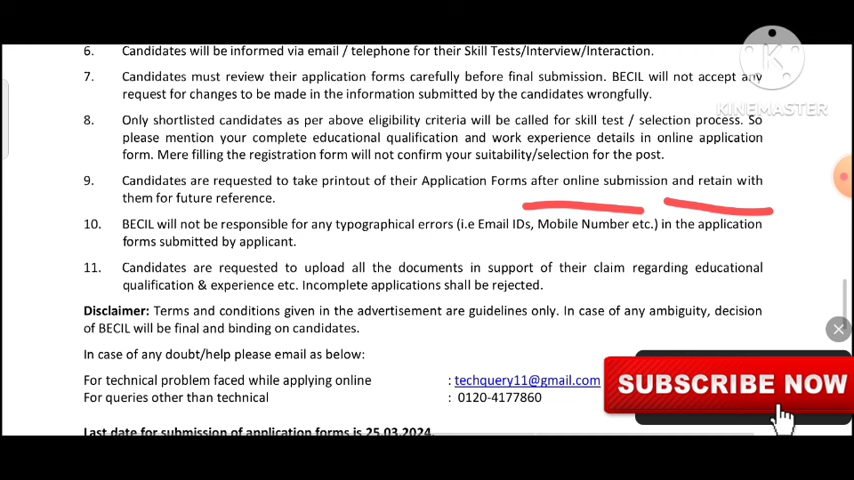 6. Candidates will be informed via email / telephone for their Skill Tests/Interview/Interaction.
7. Candidates must review their application forms carefully before final submission. BECIL will not accept any
request for changes to be made in the information submitted by the candidates wrongfully.
8. Only shortlisted candidates as per above eligibility criteria will be called for skill test / selection process. So
please mention your complete educational qualification and work experience details in online application
form. Mere filling the registration form will not confirm your suitability/selection for the post.
9. Candidates are requested to take printout of their Application Forms after online submission and retain with
them for future reference.
10. BECIL will not be responsible for any typographical errors (i.e Email IDs, Mobile Number etc.) in the application
forms submitted by applicant.
11. Candidates are requested to upload all the documents in support of their claim regarding educational
qualification & experience etc. Incomplete applications shall be rejected.
Disclaimer: Terms and conditions given in the advertisement are guidelines only. In case of any ambiguity, decision
of BECIL will be final and binding on candidates.
In case of any doubt/help please email as below:
For technical problem faced while applying online : techquery11@gmail.com
For queries other than technical : 0120-4177860
Last date for submission of application forms is 25.03.2024
K
KINEMASTER
SUBSCRIBE NOW